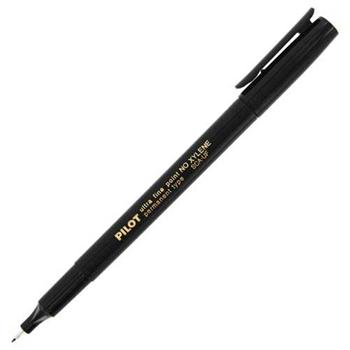 PILOT ultra fine point NO XYLENE
permanent type SCA-UF